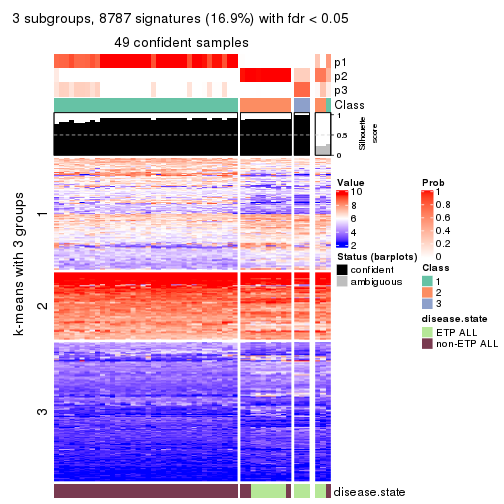 3 subgroups, 8787 signatures (16.9%) with fdr < 0.05
49 confident samples
p1
p2
p3
Class
1
0.5
0
Silhouette
score
k-means with 3 groups
1
2
3
Value
10
8
6
4
2
Status (barplots)
confident
ambiguous
Prob
1
0.8
0.6
0.4
0.2
0
Class
1
2
3
disease.state
ETP ALL
non-ETP ALL
disease.state